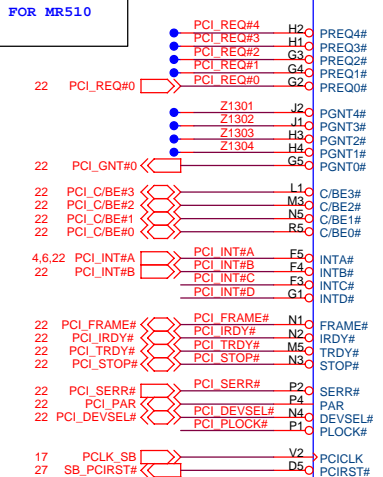 FOR MR510
PCI_REQ#4 H2 PREQ4#
PCI_REQ#3 H1 PREQ3#
PCI_REQ#2 G3 PREQ2#
PCI_REQ#1 G4 PREQ1#
22 PCI_REQ#0 PCI_REQ#0 G2 PREQ0#
Z1301 J2 PGNT4#
Z1302 J1 PGNT3#
Z1303 H3 PGNT2#
Z1304 H4 PGNT1#
22 PCI_GNT#0 G5 PGNT0#
22 PCI_C/BE#3 L1 C/BE3#
22 PCI_C/BE#2 M3 C/BE2#
22 PCI_C/BE#1 N5 C/BE1#
22 PCI_C/BE#0 R5 C/BE0#
4,6,22 PCI_INT#A PCI_INT#A F5 INTA#
22 PCI_INT#B PCI_INT#B F4 INTB#
PCI_INT#C F3 INTC#
PCI_INT#D G1 INTD#
22 PCI_FRAME# PCI_FRAME# N1 FRAME#
22 PCI_IRDY# PCI_IRDY# N2 IRDY#
22 PCI_TRDY# PCI_TRDY# M5 TRDY#
22 PCI_STOP# PCI_STOP# N3 STOP#
22 PCI_SERR# PCI_SERR# P2 SERR#
22 PCI_PAR P4 PAR
22 PCI_DEVSEL# PCI_DEVSEL# N4 DEVSEL#
PCI_PLOCK# P1 PLOCK#
17 PCLK_SB V2 PCICLK
27 SB_PCIRST# D5 PCIRST#